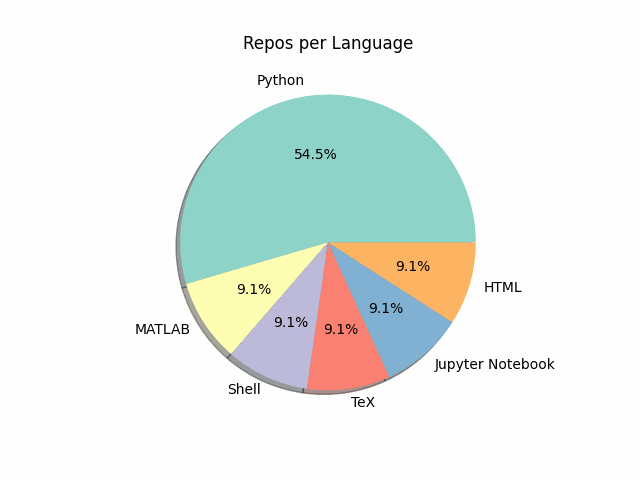 Repos per Language
Python
54.5%
9.1%
HTML
9.1%
9.1%
MATLAB
9.1%
9.1%
Jupyter Notebook
Shell
TeX